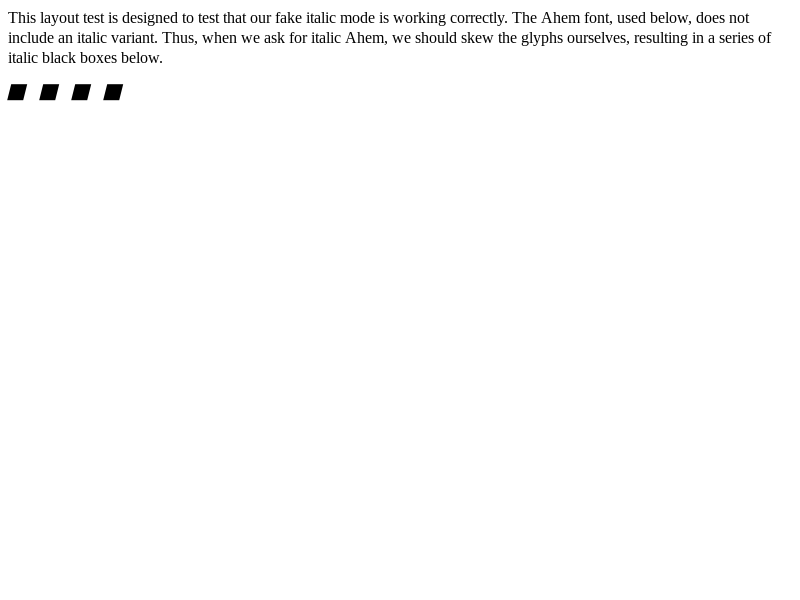 This layout test is designed to test that our fake italic mode is working correctly. The Ahem font, used below, does not
include an italic variant. Thus, when we ask for italic Ahem, we should skew the glyphs ourselves, resulting in a series of
italic black boxes below.